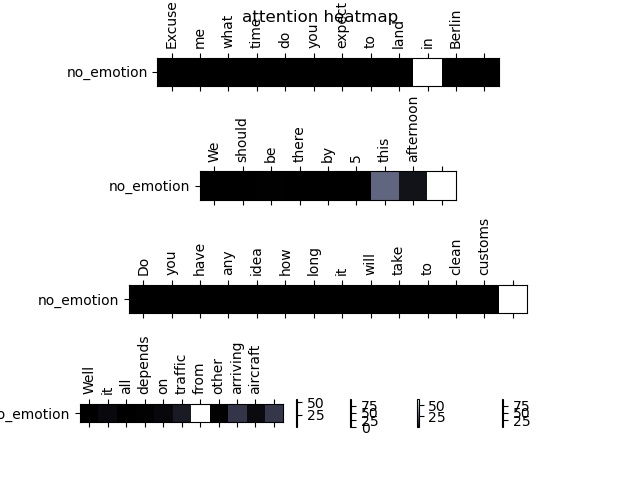 attention heatmap
Excuse me what time do you expect to land in Berlin
no_emotion
We should be there by 5 this afternoon
no_emotion
Do you have any idea how long it will take to clean customs
no_emotion
Well it all depends on traffic from other arriving aircraft
o_emotion
50
25
75
50
25
0
50
25
75
50
25